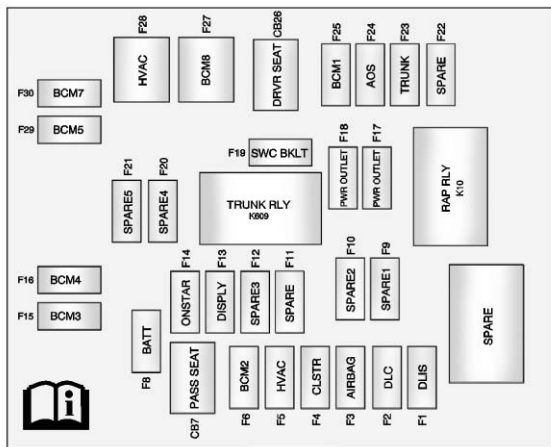 F28
F27
CB26
F25
F24
F23
F22
HVAC
BCM8
DRVR SEAT
BCM1
AOS
TRUNK
SPARE
F30
BCM7
F29
BCM5
F19
SWC BKLT
F18
F17
PWR OUTLET
PWR OUTLET
RAP RLY
K10
F21
F20
SPARE5
SPARE4
TRUNK RLY
K609
F16
BCM4
F15
BCM3
F14
F13
F12
F11
F10
F9
ONSTAR
DISPLY
SPARE3
SPARE
SPARE2
SPARE1
SPARE
BATT
F8
PASS SEAT
BCM2
HVAC
CLSTR
AIRBAG
DLC
DLIS
CB7
F6
F5
F4
F3
F2
F1